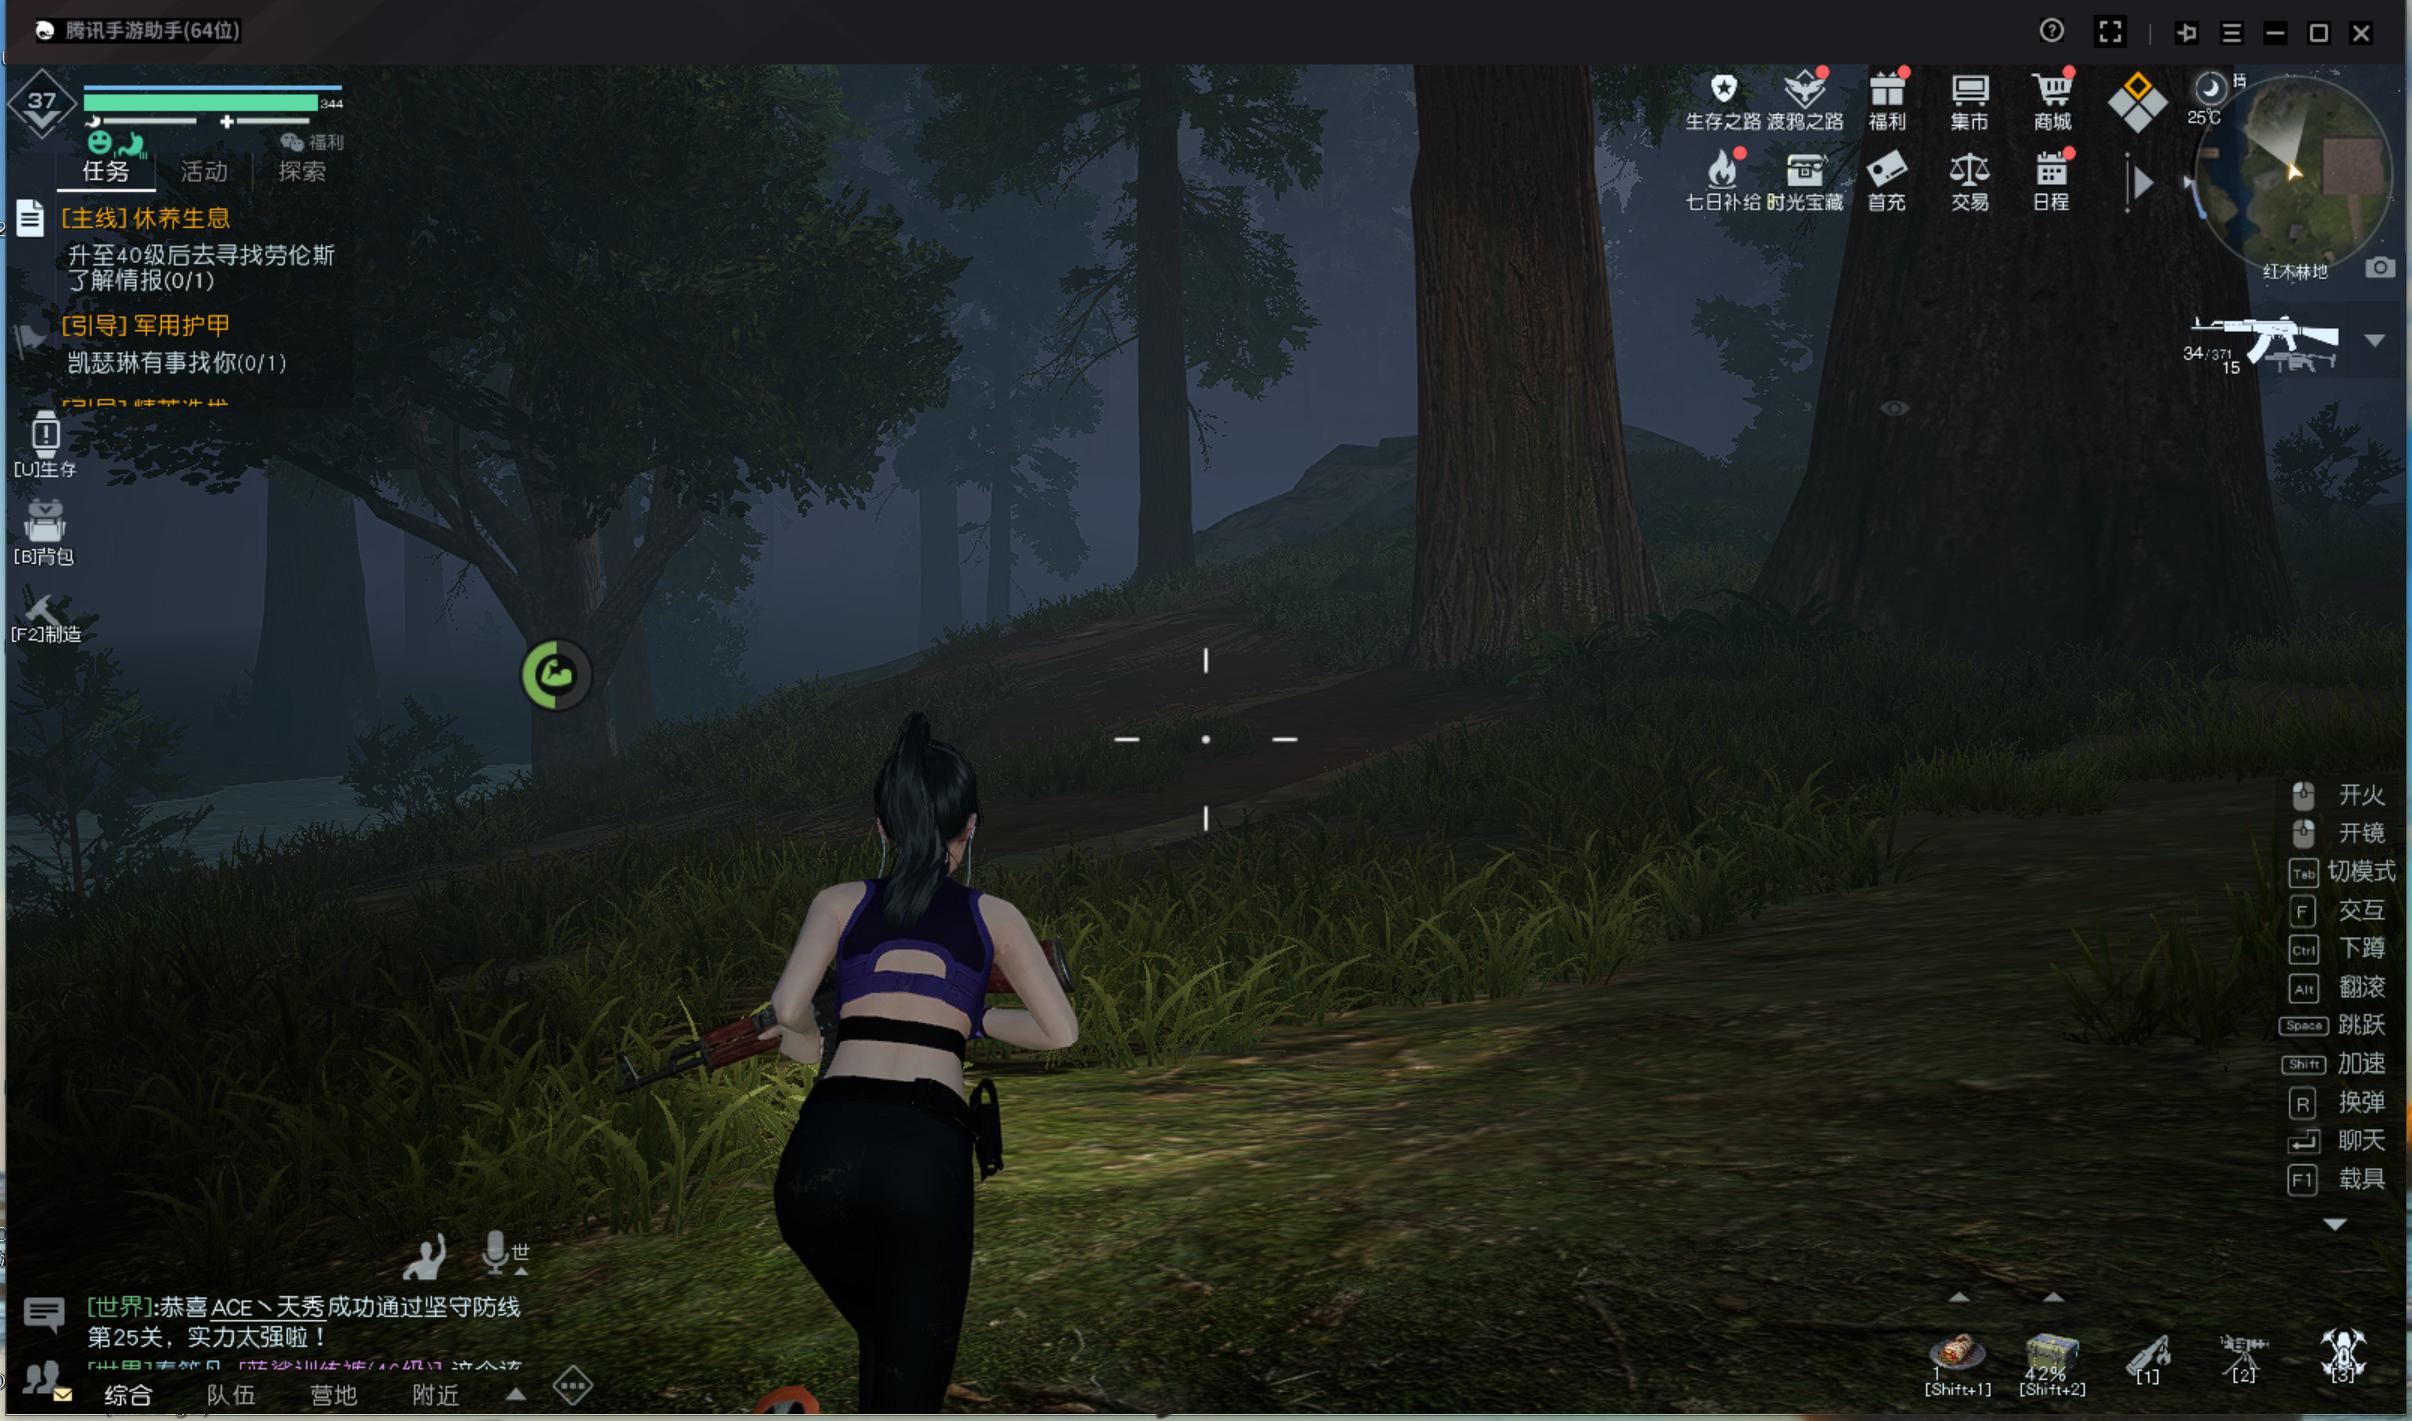 腾讯手游助手(64位)
37
344
福利
任务 活动 探索
[主线] 休养生息
升至40级后去寻找劳伦斯
了解情报(0/1)
[引导] 军用护甲
凯瑟琳有事找你(0/1)
[U]生存
[B]背包
[F2]制造
生存之路 渡鸦之路 福利 集市 商城
七日补给 时光宝藏 首充 交易 日程
25℃
红木林地
34/371
15
开火
开镜
Tab 切模式
F 交互
Ctrl 下蹲
Alt 翻滚
Space 跳跃
Shift 加速
R 换弹
聊天
F1 载具
世
[世界]:恭喜ACE丶天秀成功通过坚守防线
第25关，实力太强啦！
综合 队伍 营地 附近
1 42%
[Shift+1] [Shift+2] [1] [2] [3]